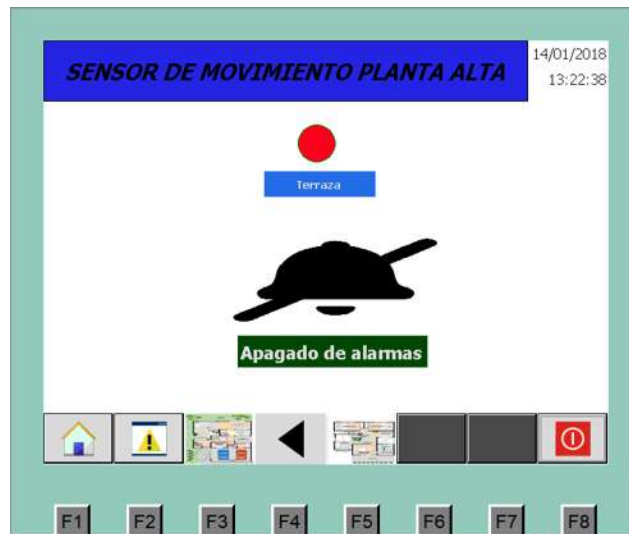 SENSOR DE MOVIMIENTO PLANTA ALTA
14/01/2018
13:22:38
Terraza
Apagado de alarmas
F1 F2 F3 F4 F5 F6 F7 F8